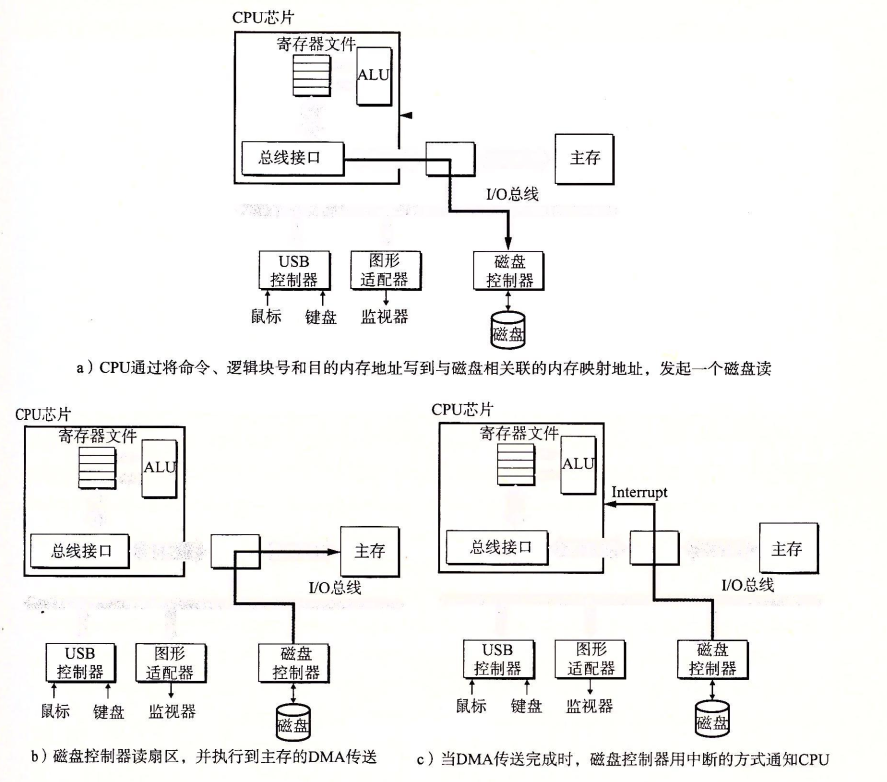 CPU芯片
寄存器文件
ALU
总线接口
主存
I/O总线
USB
控制器
图形
适配器
磁盘
控制器
鼠标
键盘
监视器
磁盘
a）CPU通过将命令、逻辑块号和目的内存地址写到与磁盘相关联的内存映射地址，发起一个磁盘读
CPU芯片
寄存器文件
ALU
总线接口
主存
I/O总线
USB
控制器
图形
适配器
磁盘
控制器
鼠标
键盘
监视器
磁盘
b）磁盘控制器读扇区，并执行到主存的DMA传送
CPU芯片
寄存器文件
ALU
Interrupt
总线接口
主存
I/O总线
USB
控制器
图形
适配器
磁盘
控制器
鼠标
键盘
监视器
磁盘
c）当DMA传送完成时，磁盘控制器用中断的方式通知CPU